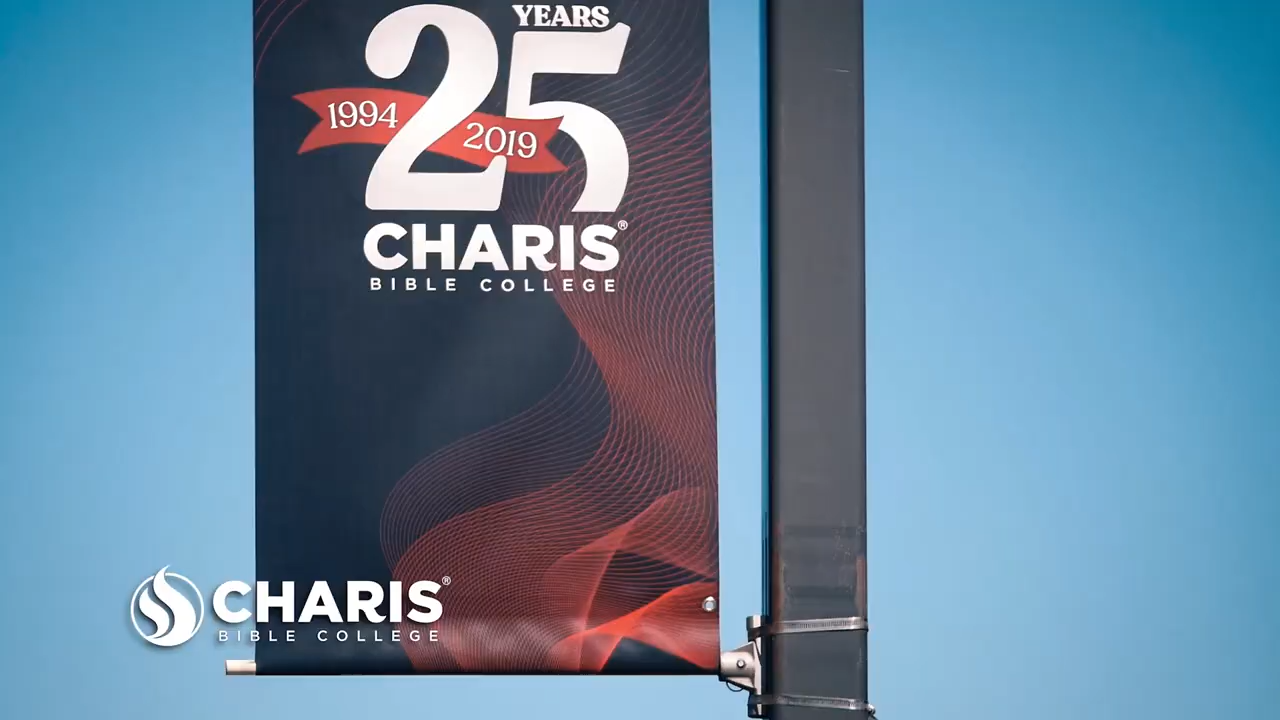 YEARS
25
1994
2019
CHARIS®
BIBLE COLLEGE
CHARIS®
BIBLE COLLEGE